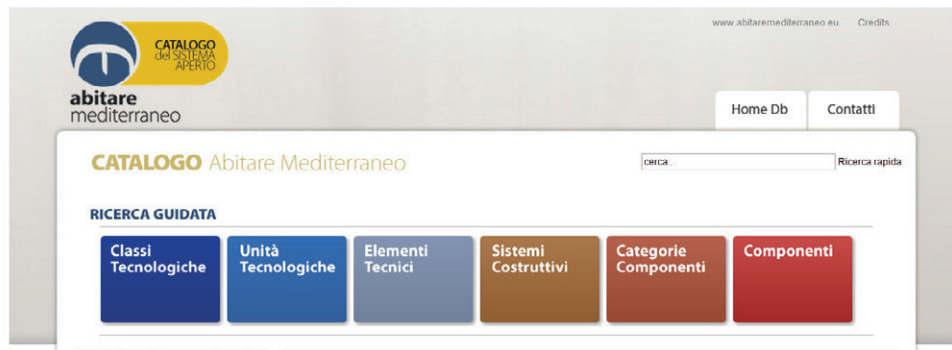 www.abitaremediterraneo.eu Credits
CATALOGO
del SISTEMA
APERTO
abitare
mediterraneo
Home Db Contatti
CATALOGO Abitare Mediterraneo
cerca... Ricerca rapida
RICERCA GUIDATA
Classi
Tecnologiche
Unità
Tecnologiche
Elementi
Tecnici
Sistemi
Costruttivi
Categorie
Componenti
Componenti